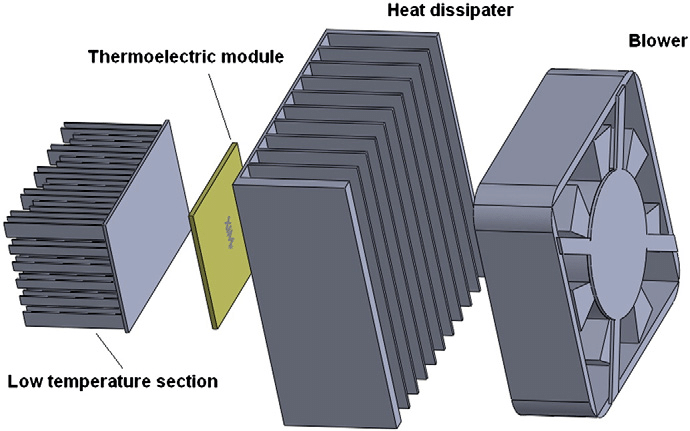 Heat dissipater
Blower
Thermoelectric module
Low temperature section